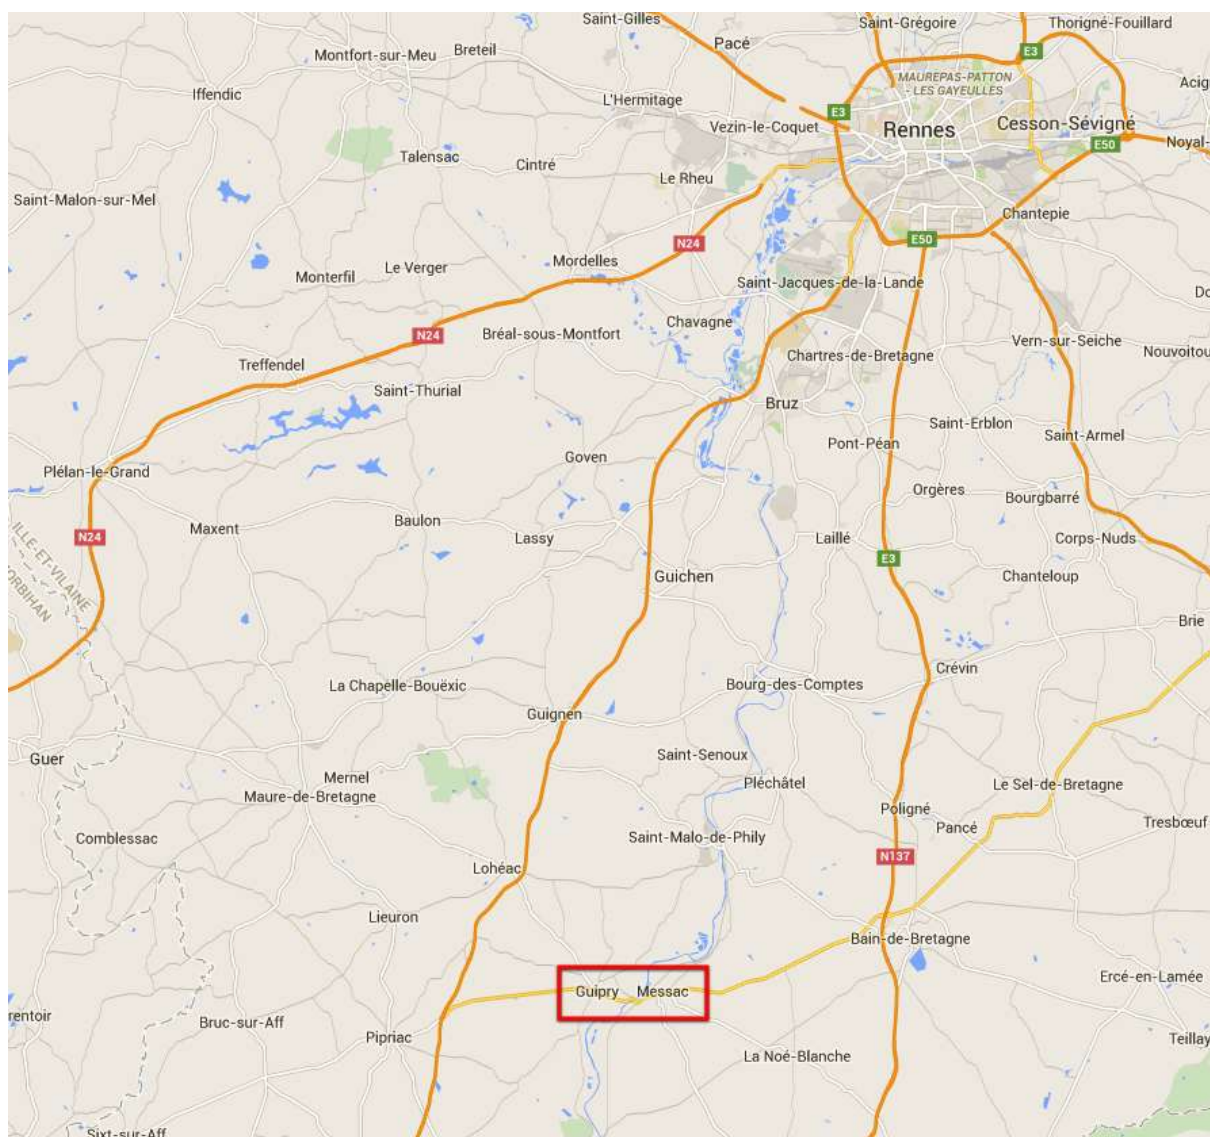 Saint-Gilles
Saint-Grégoire
Thorigné-Fouillard
Pacé
E3
Breteil
Montfort-sur-Meu
MAUREPAS-PATTON
- LES GAYEULLES
Acig
Iffendic
L'Hermitage
E3
Vezin-le-Coquet
Rennes
Cesson-Sévigné
E50
Noyal-
Talensac
Cintré
Le Rheu
Saint-Malon-sur-Mel
Chantepie
N24
E50
Mordelles
Le Verger
Monterfil
Saint-Jacques-de-la-Lande
Do
Chavagne
N24
Bréal-sous-Montfort
Vern-sur-Seiche
Nouvoitou
Chartres-de-Bretagne
Treffendel
Saint-Thurial
Bruz
Saint-Erblon
Saint-Armel
Pont-Péan
Goven
Plélan-le-Grand
Orgères
Bourgbarré
Baulon
Maxent
N24
Lassy
Laillé
Corps-Nuds
E3
ILLE-ET-VILAINE
ORBIHAN
Guichen
Chanteloup
Brie
Crévin
La Chapelle-Bouëxic
Bourg-des-Comptes
Guignen
Saint-Senoux
Guer
Mernel
Pléchâtel
Le Sel-de-Bretagne
Maure-de-Bretagne
Poligné
Pancé
Tresbœuf
Comblessac
Saint-Malo-de-Phily
N137
Lohéac
Lieuron
Bain-de-Bretagne
Ercé-en-Lamée
Guipry
Messac
rentoir
Bruc-sur-Aff
Pipriac
Teillay
La Noé-Blanche
Sixt-sur-Aff